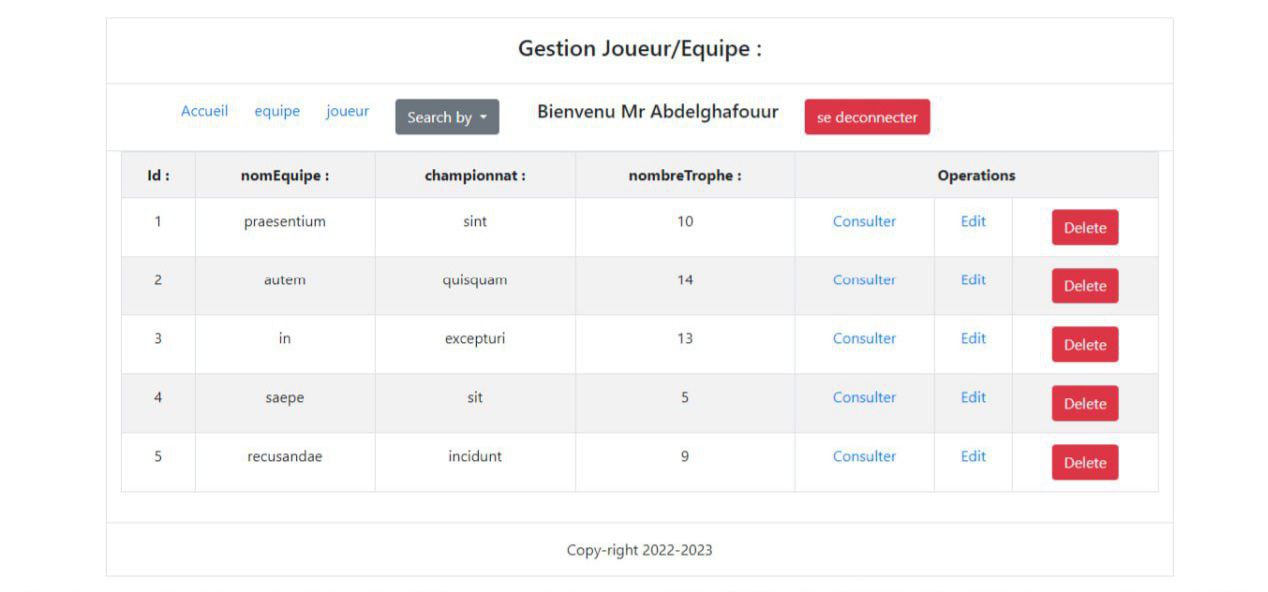 Gestion Joueur/Equipe :
Accueil equipe joueur Search by Bienvenu Mr Abdelghafouur se deconnecter
Id : nomEquipe : championnat : nombreTrophe : Operations
1 praesentium sint 10 Consulter Edit Delete
2 autem quisquam 14 Consulter Edit Delete
3 in excepturi 13 Consulter Edit Delete
4 saepe sit 5 Consulter Edit Delete
5 recusandae incidunt 9 Consulter Edit Delete
Copy-right 2022-2023